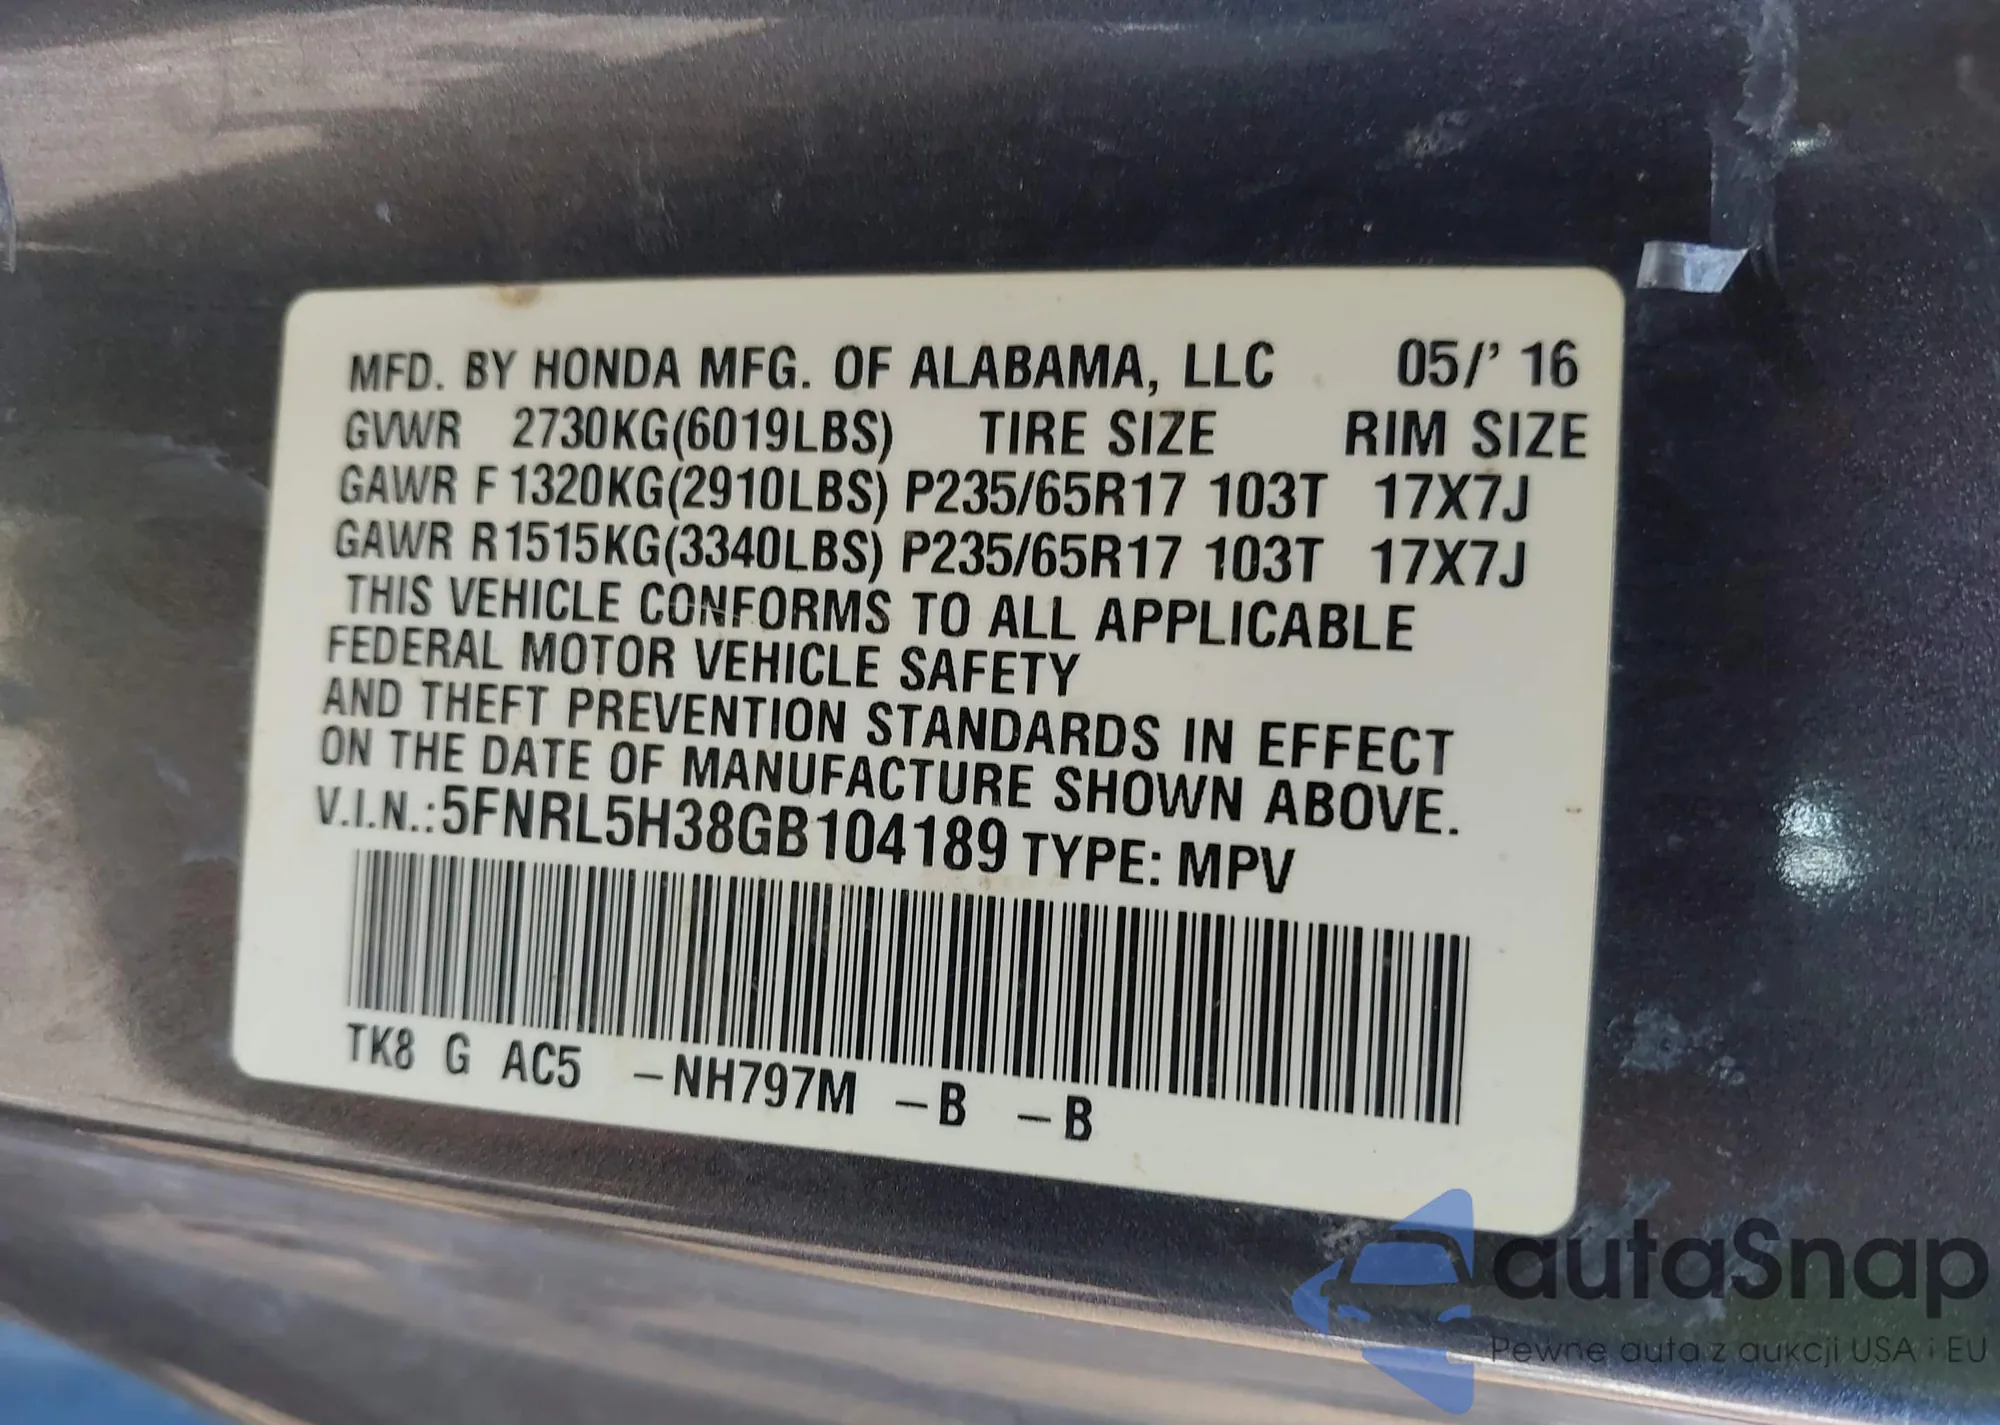 MFD. BY HONDA MFG. OF ALABAMA, LLC 05/' 16
GVWR 2730KG(6019LBS) TIRE SIZE RIM SIZE
GAWR F 1320KG(2910LBS) P235/65R17 103T 17X7J
GAWR R 1515KG(3340LBS) P235/65R17 103T 17X7J
THIS VEHICLE CONFORMS TO ALL APPLICABLE
FEDERAL MOTOR VEHICLE SAFETY
AND THEFT PREVENTION STANDARDS IN EFFECT
ON THE DATE OF MANUFACTURE SHOWN ABOVE.
V.I.N.: 5FNRL5H38GB104189 TYPE: MPV
TK8 G AC5 –NH797M –B –B
autaSnap
Pewne auta z aukcji USA i EU